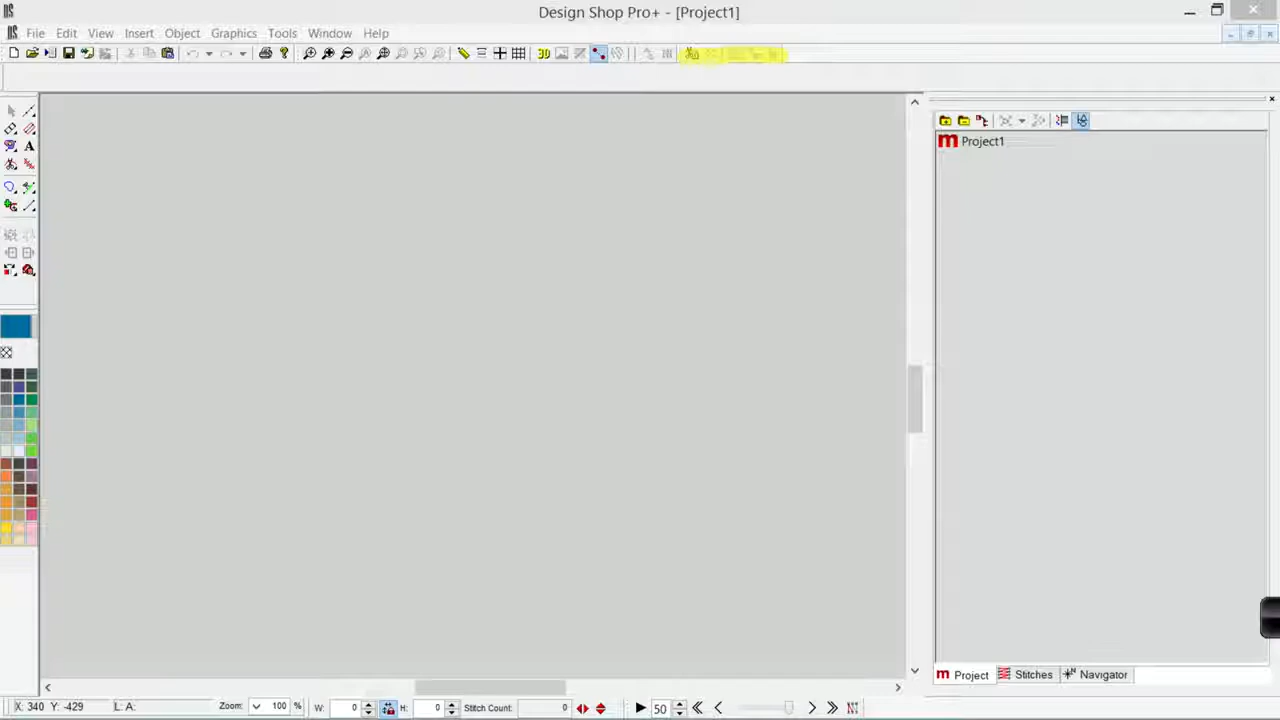 Design Shop Pro+ - [Project1]
File Edit View Insert Object Graphics Tools Window Help
3D
A
m Project1
m Project Stitches Navigator
X: 340 Y: -429 L: A: Zoom: 100 % W: 0 H: 0 Stitch Count: 0 50